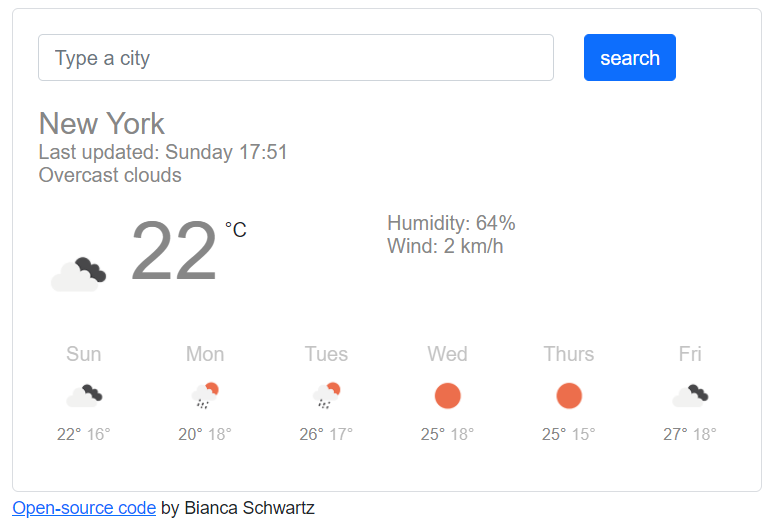 Type a city
search
New York
Last updated: Sunday 17:51
Overcast clouds
22 °C
Humidity: 64%
Wind: 2 km/h
Sun Mon Tues Wed Thurs Fri
22° 16° 20° 18° 26° 17° 25° 18° 25° 15° 27° 18°
Open-source code by Bianca Schwartz